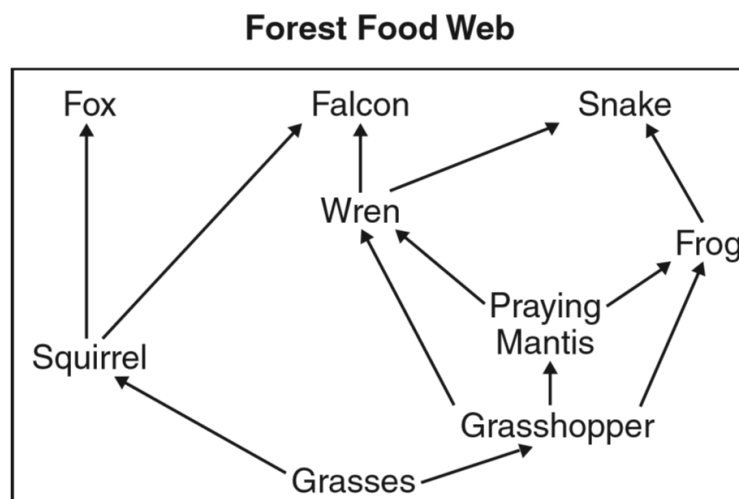 Forest Food Web
Fox
Falcon
Snake
Wren
Frog
Praying
Mantis
Squirrel
Grasshopper
Grasses